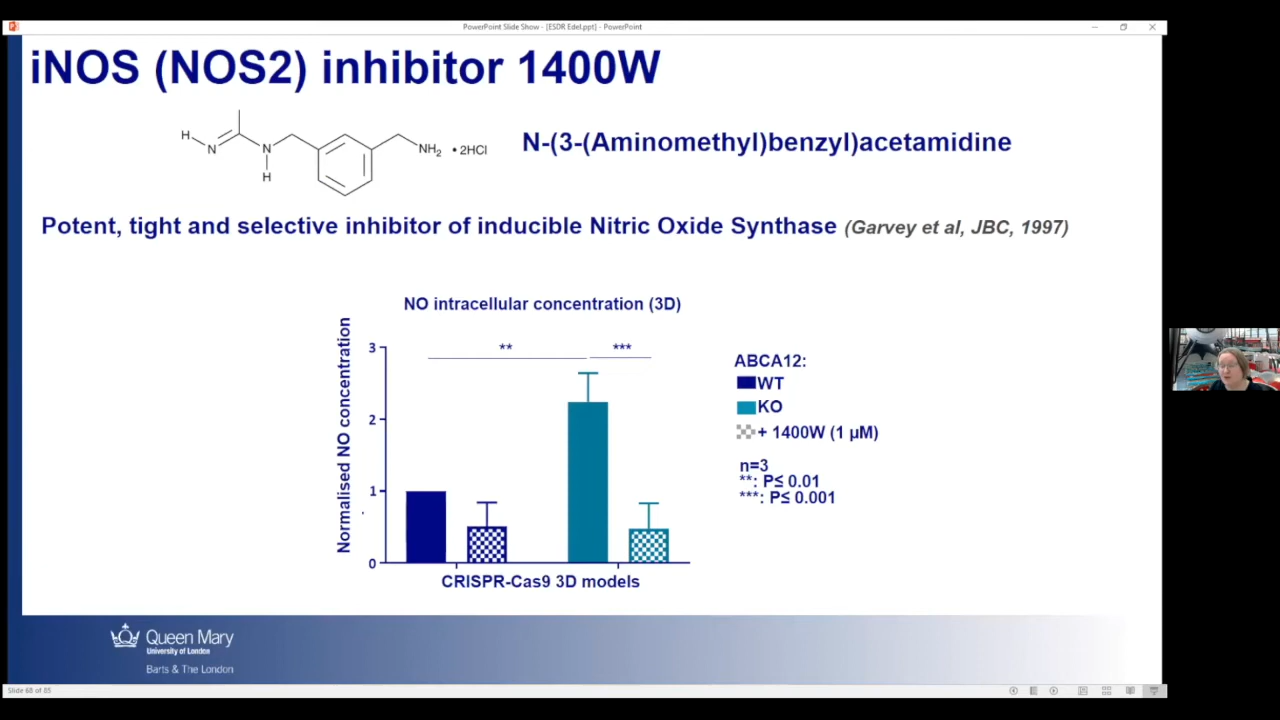 PowerPoint Slide Show - [ESDR Edel.ppt] - PowerPoint
iNOS (NOS2) inhibitor 1400W
H
N
N
H
NH₂ • 2HCl
N-(3-(Aminomethyl)benzyl)acetamidine
Potent, tight and selective inhibitor of inducible Nitric Oxide Synthase (Garvey et al, JBC, 1997)
NO intracellular concentration (3D)
Normalised NO concentration
3
2
1
0
**
***
CRISPR-Cas9 3D models
ABCA12:
WT
KO
+ 1400W (1 µM)
n=3
**: P≤ 0.01
***: P≤ 0.001
Queen Mary
University of London
Barts & The London
Slide 68 of 85